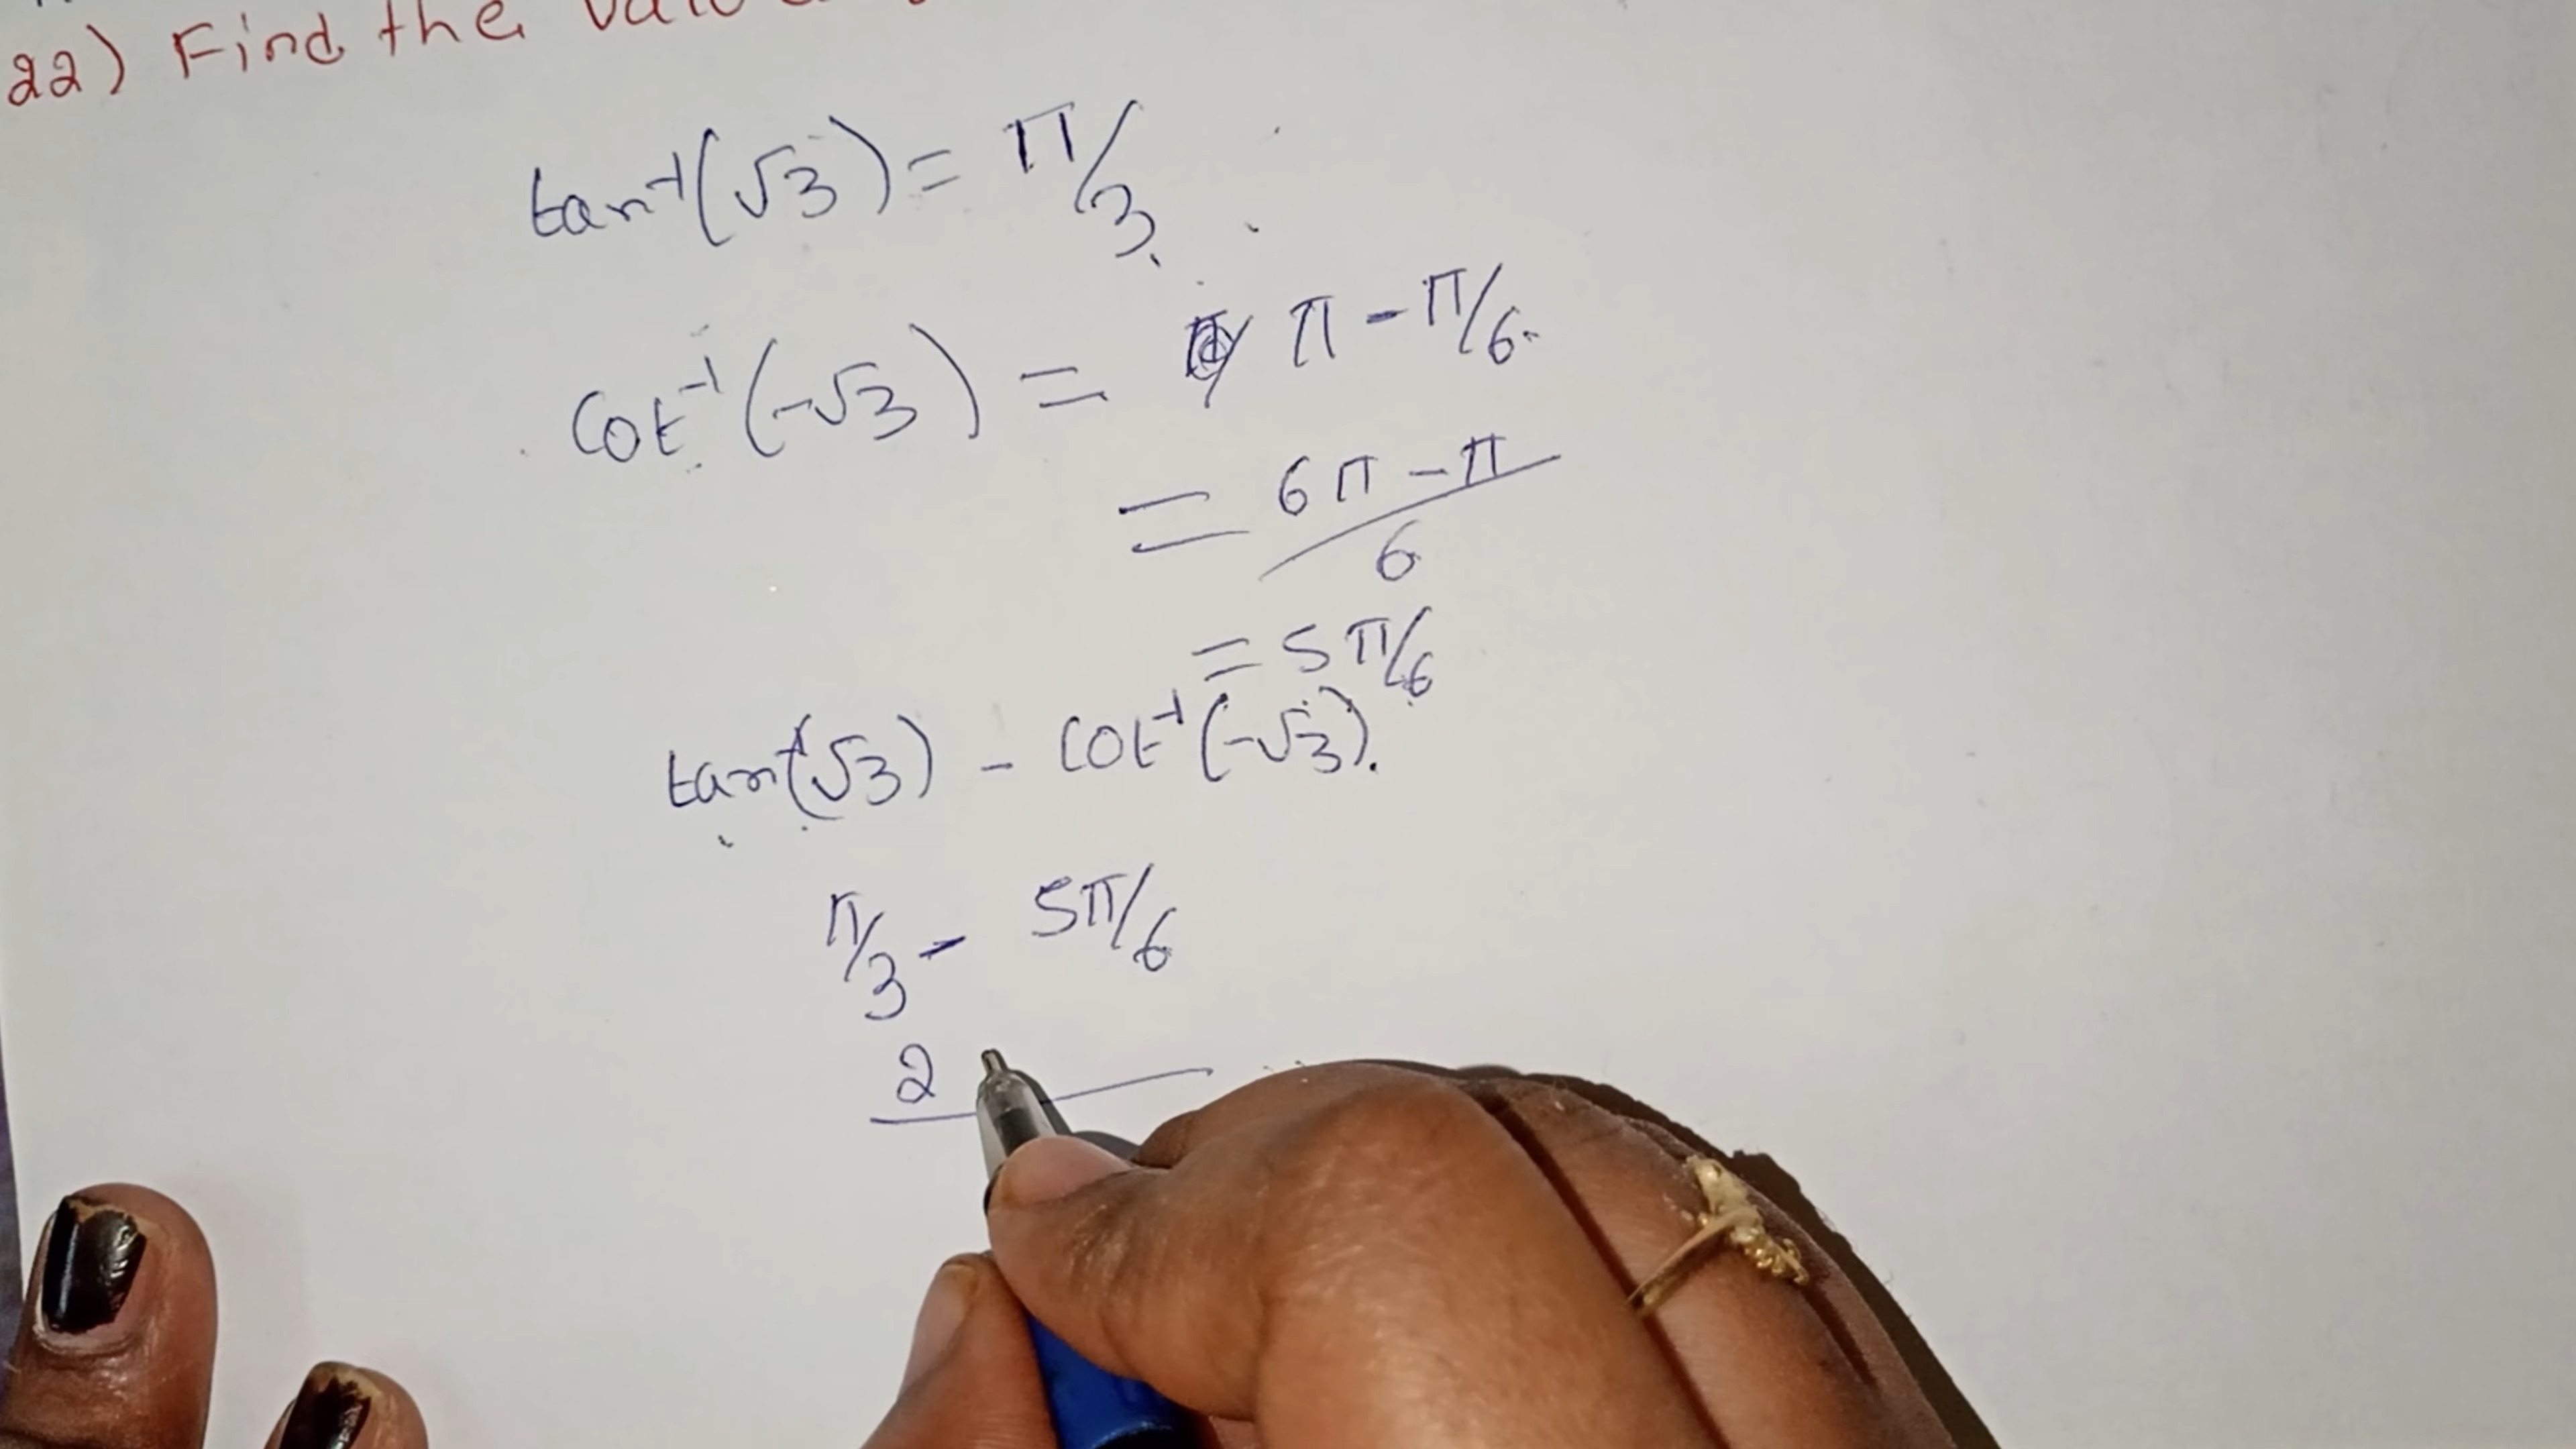 22) Find the
tan⁻¹(√3) = π/3
Cot⁻¹(-√3) = π - π/6
= 6π - π / 6
= 5π/6
tan⁻¹(√3) - Cot⁻¹(-√3).
π/3 - 5π/6
2